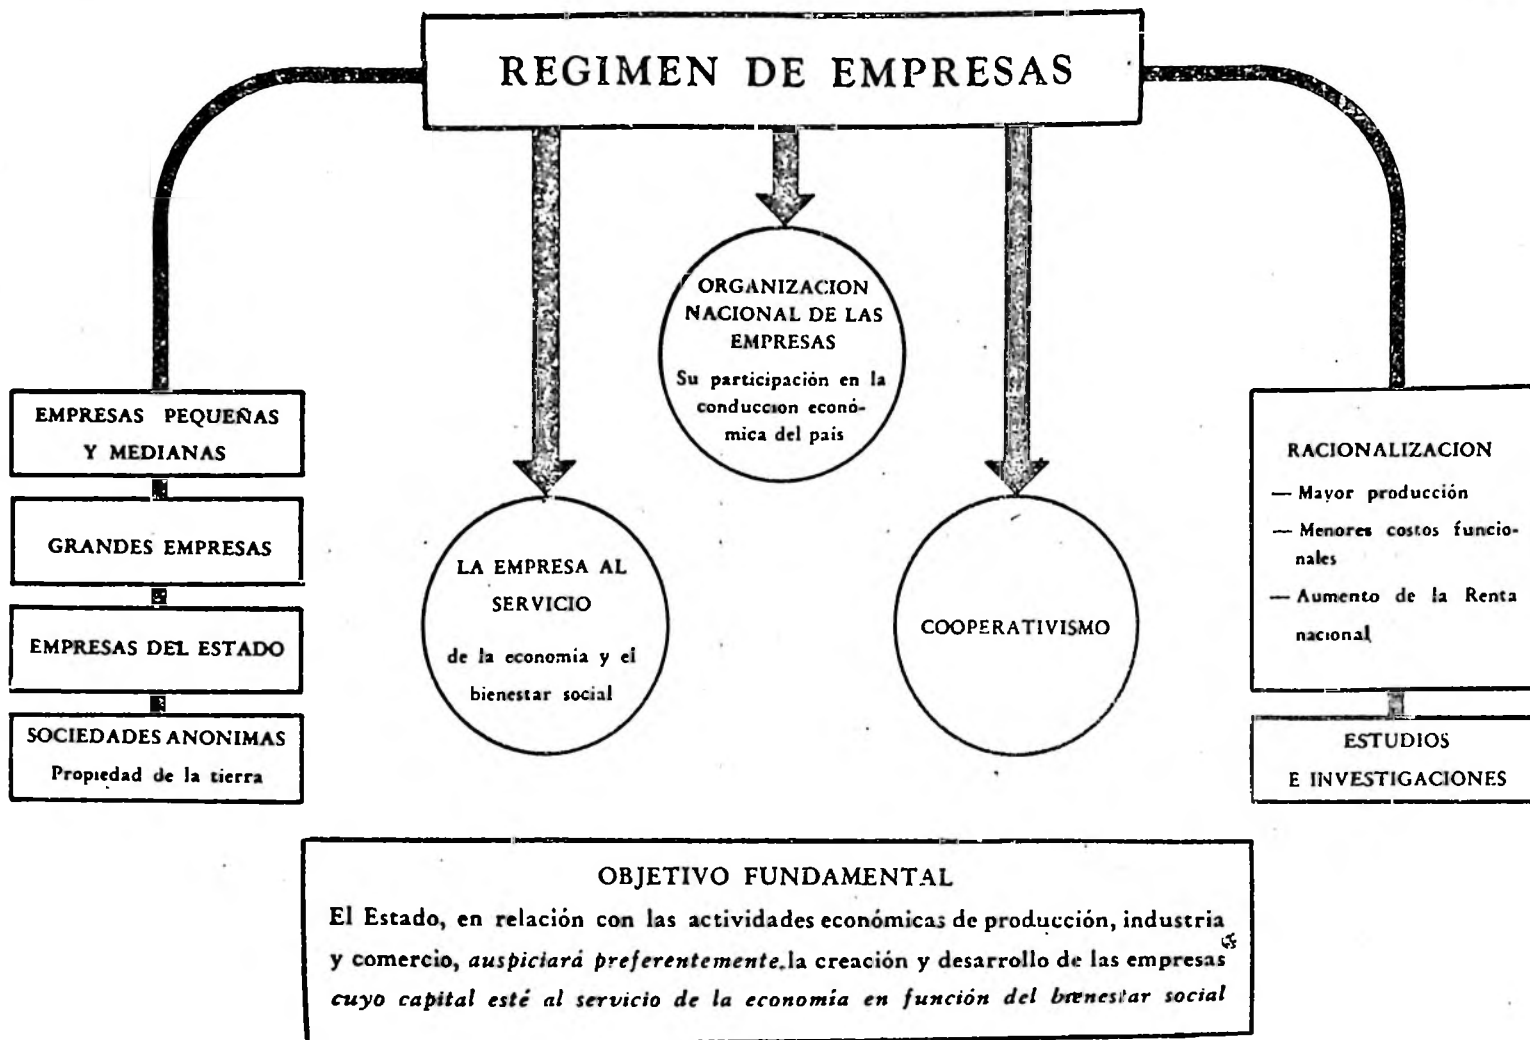 REGIMEN DE EMPRESAS
EMPRESAS PEQUEÑAS
Y MEDIANAS
GRANDES EMPRESAS
EMPRESAS DEL ESTADO
SOCIEDADES ANONIMAS
Propiedad de la tierra
LA EMPRESA AL
SERVICIO
de la economía y el
bienestar social
ORGANIZACION
NACIONAL DE LAS
EMPRESAS
Su participación en la
conduccion econó-
mica del país
COOPERATIVISMO
RACIONALIZACION
— Mayor producción
— Menores costos funcio-
nales
— Aumento de la Renta
nacional
ESTUDIOS
E INVESTIGACIONES
OBJETIVO FUNDAMENTAL
El Estado, en relación con las actividades económicas de producción, industria
y comercio, auspiciará preferentemente la creación y desarrollo de las empresas
cuyo capital esté al servicio de la economía en función del bienestar social